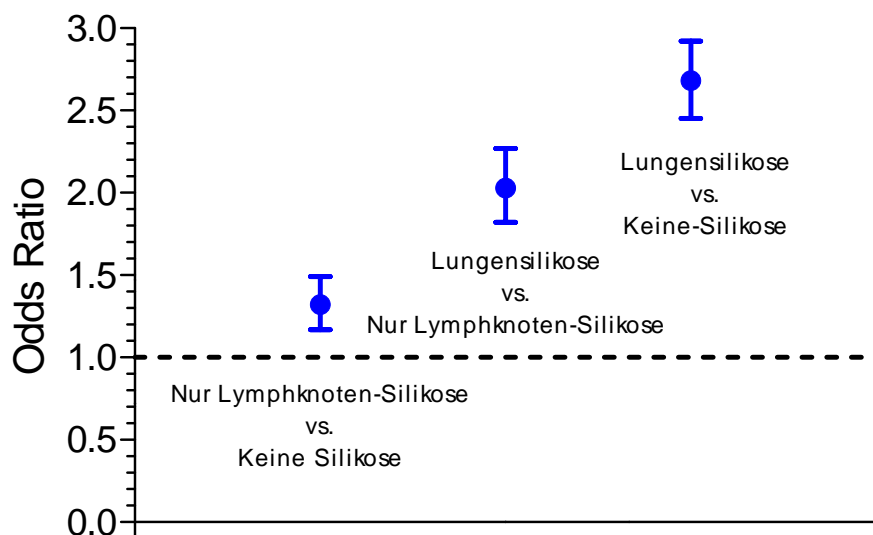 3.0
2.5
2.0
1.5
1.0
0.5
0.0
Odds Ratio
Lungensilikose
vs.
Keine-Silikose
Lungensilikose
vs.
Nur Lymphknoten-Silikose
Nur Lymphknoten-Silikose
vs.
Keine Silikose